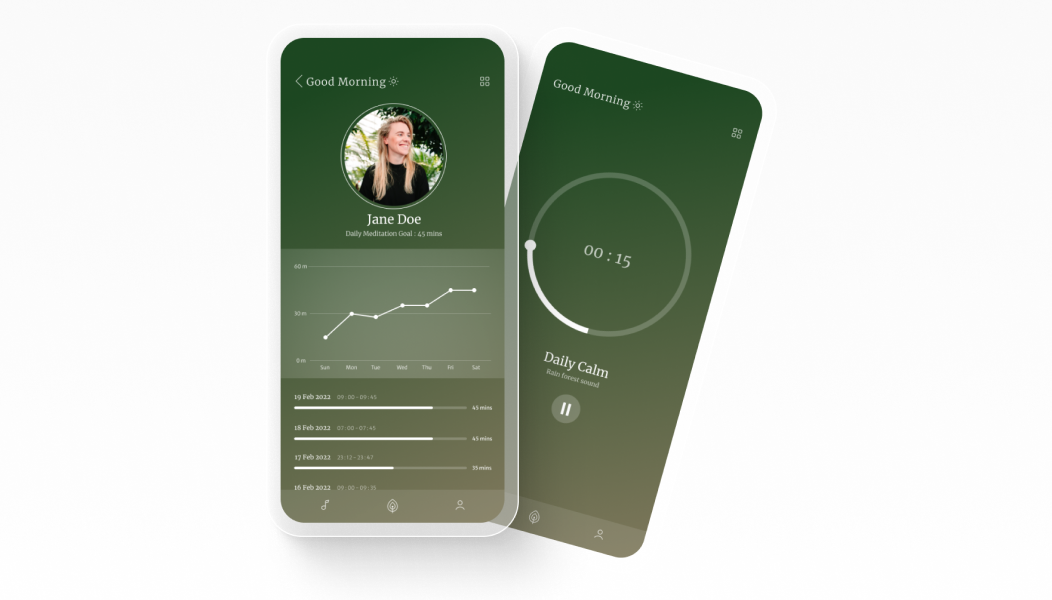 Good Morning
Jane Doe
Daily Meditation Goal : 45 mins
60 m
30 m
0 m
Sun Mon Tue Wed Thu Fri Sat
19 Feb 2022 09:00 - 09:45
45 mins
18 Feb 2022 07:00 - 07:45
45 mins
17 Feb 2022 23:12 - 23:47
35 mins
16 Feb 2022 09:00 - 09:35
Good Morning
00 : 15
Daily Calm
Rain forest sound